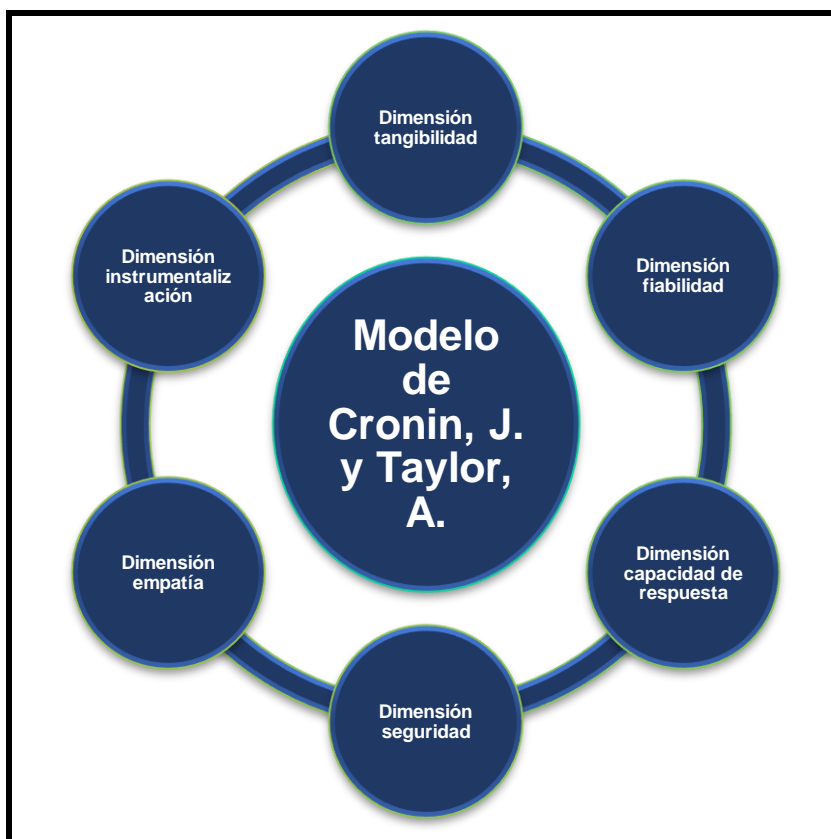 Dimensión
tangibilidad
Dimensión
fiabilidad
Dimensión
capacidad de
respuesta
Dimensión
seguridad
Dimensión
empatía
Dimensión
instrumentaliz
ación
Modelo
de
Cronin, J.
y Taylor,
A.